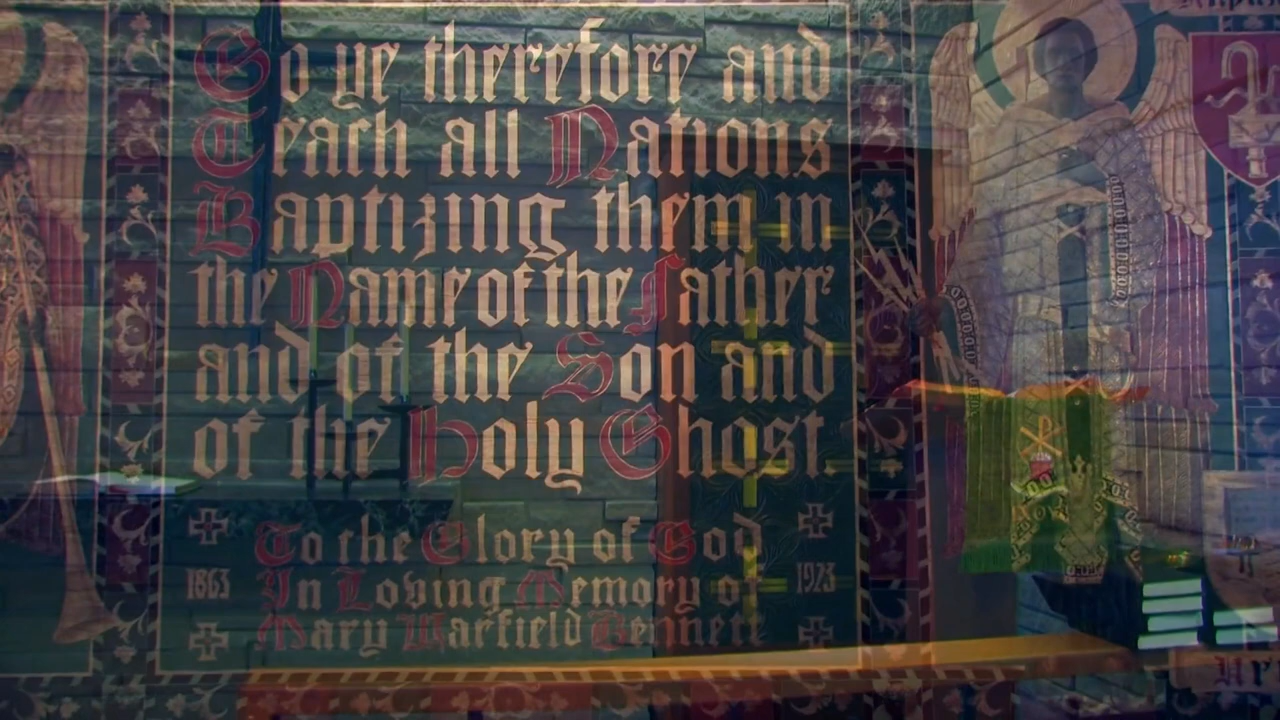 Go ye therefore and
Teach all Nations
Baptizing them in
the Name of the Father
and of the Son and
of the Holy Ghost.
To the Glory of God
1863 In Loving Memory of 1923
Mary Warfield Bennett